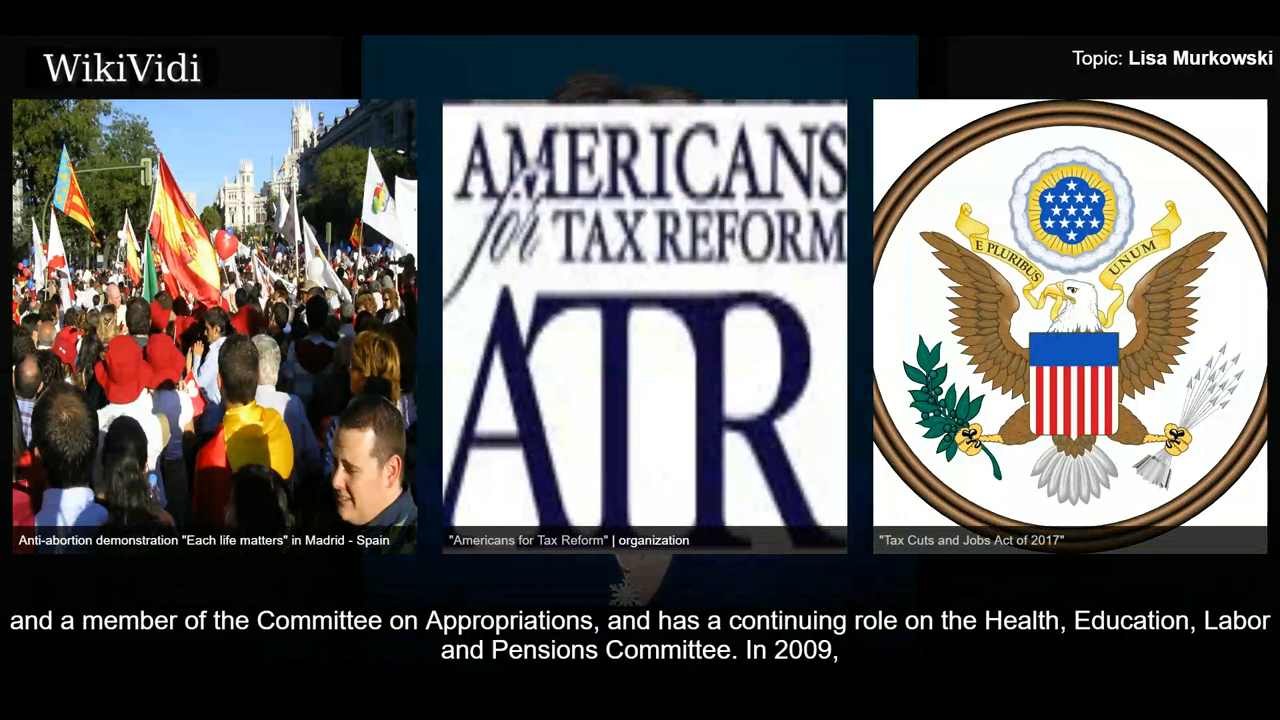 WikiVidi
Topic: Lisa Murkowski
AMERICANS
for TAX REFORM
ATR
E PLURIBUS
UNUM
Anti-abortion demonstration "Each life matters" in Madrid - Spain
"Americans for Tax Reform" | organization
"Tax Cuts and Jobs Act of 2017"
and a member of the Committee on Appropriations, and has a continuing role on the Health, Education, Labor
and Pensions Committee. In 2009,